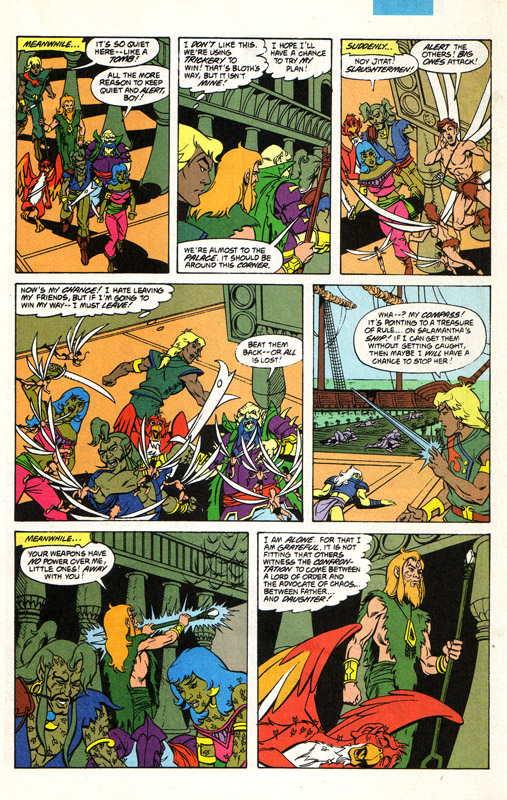 MEANWHILE...
IT'S SO QUIET
HERE--LIKE A
TOMB!
ALL THE MORE
REASON TO KEEP
QUIET AND ALERT,
BOY!
I DON'T LIKE THIS.
WE'RE USING
TRICKERY TO
WIN! THAT'S BLOTH'S
WAY, BUT IT ISN'T
MINE!
I HOPE I'LL
HAVE A CHANCE
TO TRY MY
PLAN!
WE'RE ALMOST TO THE
PALACE. IT SHOULD BE
AROUND THIS CORNER.
SUDDENLY...
NOY JITAT!
SLAUGHTERMEN!
ALERT THE
OTHERS! BIG
ONES ATTACK!
NOW'S MY CHANCE! I HATE LEAVING
MY FRIENDS, BUT IF I'M GOING TO
WIN MY WAY--I MUST LEAVE!
BEAT THEM
BACK--OR ALL
IS LOST!
WHA--? MY COMPASS!
IT'S POINTING TO A TREASURE
OF RULE... ON SALAMANTHA'S
SHIP! IF I CAN GET THEM
WITHOUT GETTING CAUGHT,
THEN MAYBE I WILL HAVE A
CHANCE TO STOP HER!
MEANWHILE...
YOUR WEAPONS HAVE
NO POWER OVER ME,
LITTLE ONES! AWAY
WITH YOU!
I AM ALONE. FOR THAT I
AM GRATEFUL. IT IS NOT
FITTING THAT OTHERS
WITNESS THE CONFRON-
TATION TO COME BETWEEN
A LORD OF ORDER AND
THE ADVOCATE OF CHAOS...
BETWEEN FATHER...
AND DAUGHTER!